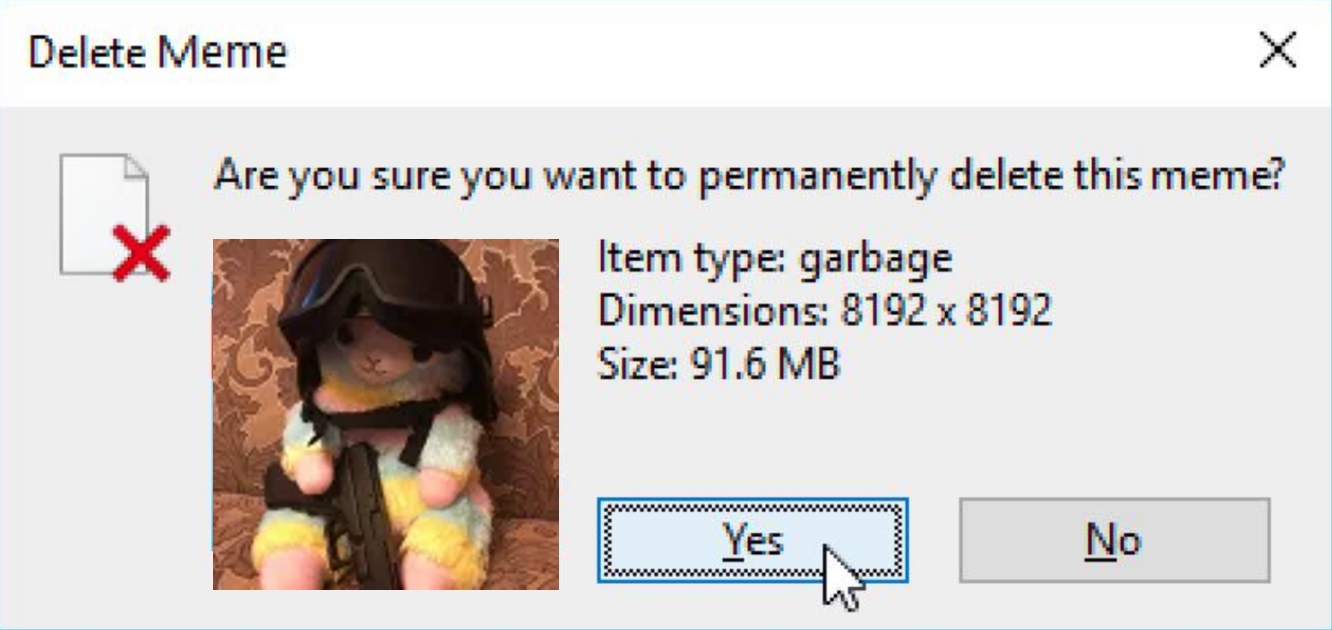 Delete Meme
Are you sure you want to permanently delete this meme?
Item type: garbage
Dimensions: 8192 x 8192
Size: 91.6 MB
Yes
No